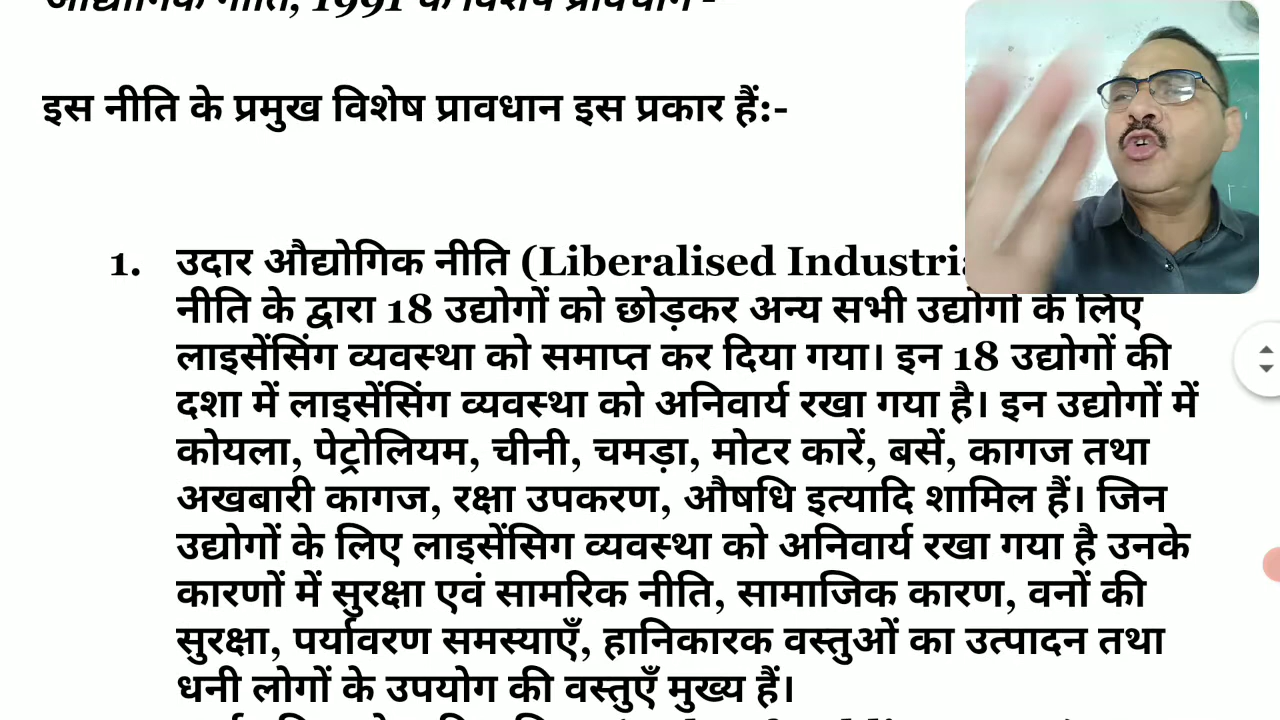 औद्योगिक नीति, 1991 के विशेष प्रावधान -
इस नीति के प्रमुख विशेष प्रावधान इस प्रकार हैं:-
1. उदार औद्योगिक नीति (Liberalised
नीति के द्वारा 18 उद्योगों को छोड़कर अन्य सभी उद्योगों के लिए
लाइसेंसिंग व्यवस्था को समाप्त कर दिया गया। इन 18 उद्योगों की
दशा में लाइसेंसिंग व्यवस्था को अनिवार्य रखा गया है। इन उद्योगों में
कोयला, पेट्रोलियम, चीनी, चमड़ा, मोटर कारें, बसें, कागज तथा
अखबारी कागज, रक्षा उपकरण, औषधि इत्यादि शामिल हैं। जिन
उद्योगों के लिए लाइसेंसिग व्यवस्था को अनिवार्य रखा गया है उनके
कारणों में सुरक्षा एवं सामरिक नीति, सामाजिक कारण, वनों की
सुरक्षा, पर्यावरण समस्याएँ, हानिकारक वस्तुओं का उत्पादन तथा
धनी लोगों के उपयोग की वस्तुएँ मुख्य हैं।